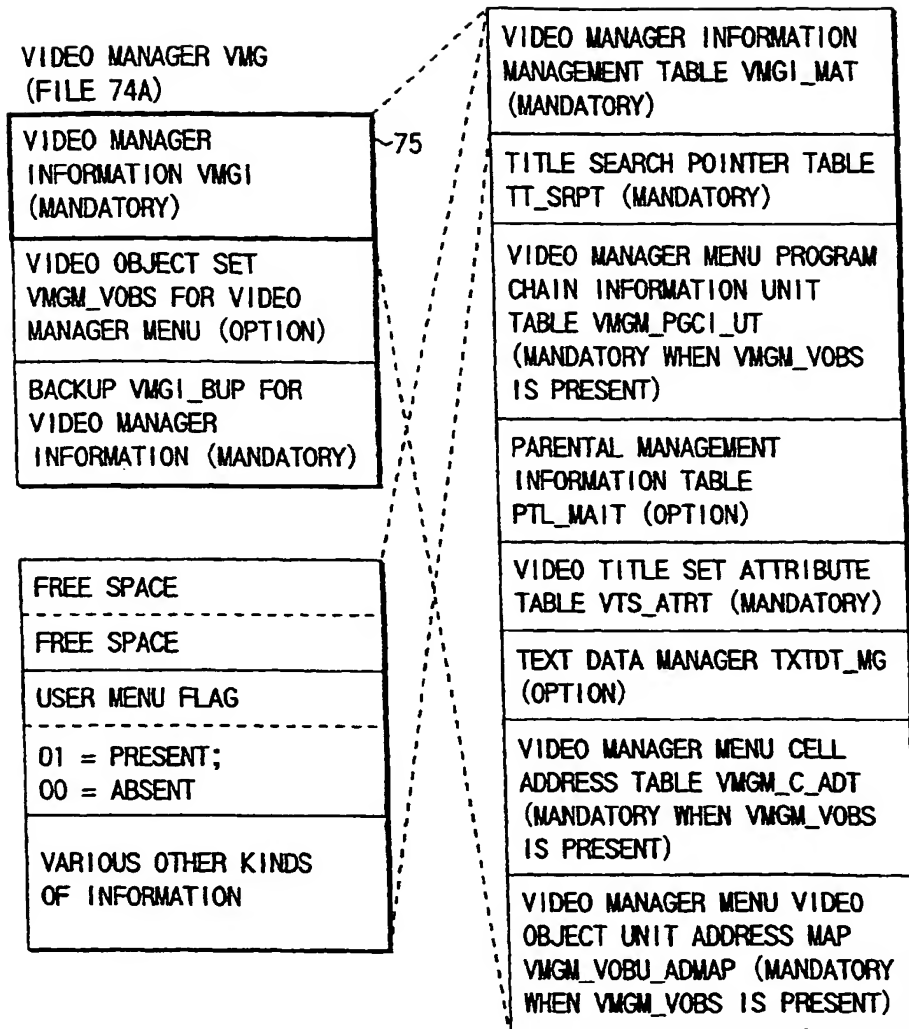 VIDEO MANAGER VMG
(FILE 74A)
VIDEO MANAGER
INFORMATION VMGI
(MANDATORY)
75
VIDEO OBJECT SET
VMGM_VOBS FOR VIDEO
MANAGER MENU (OPTION)
BACKUP VMGI_BUP FOR
VIDEO MANAGER
INFORMATION (MANDATORY)
FREE SPACE
FREE SPACE
USER MENU FLAG
01 = PRESENT;
00 = ABSENT
VARIOUS OTHER KINDS
OF INFORMATION
VIDEO MANAGER INFORMATION
MANAGEMENT TABLE VMGI_MAT
(MANDATORY)
TITLE SEARCH POINTER TABLE
TT_SRPT (MANDATORY)
VIDEO MANAGER MENU PROGRAM
CHAIN INFORMATION UNIT
TABLE VMGM_PGCI_UT
(MANDATORY WHEN VMGM_VOBS
IS PRESENT)
PARENTAL MANAGEMENT
INFORMATION TABLE
PTL_MAIT (OPTION)
VIDEO TITLE SET ATTRIBUTE
TABLE VTS_ATRT (MANDATORY)
TEXT DATA MANAGER TXTDT_MG
(OPTION)
VIDEO MANAGER MENU CELL
ADDRESS TABLE VMGM_C_ADT
(MANDATORY WHEN VMGM_VOBS
IS PRESENT)
VIDEO MANAGER MENU VIDEO
OBJECT UNIT ADDRESS MAP
VMGM_VOBU_ADMAP (MANDATORY
WHEN VMGM_VOBS IS PRESENT)